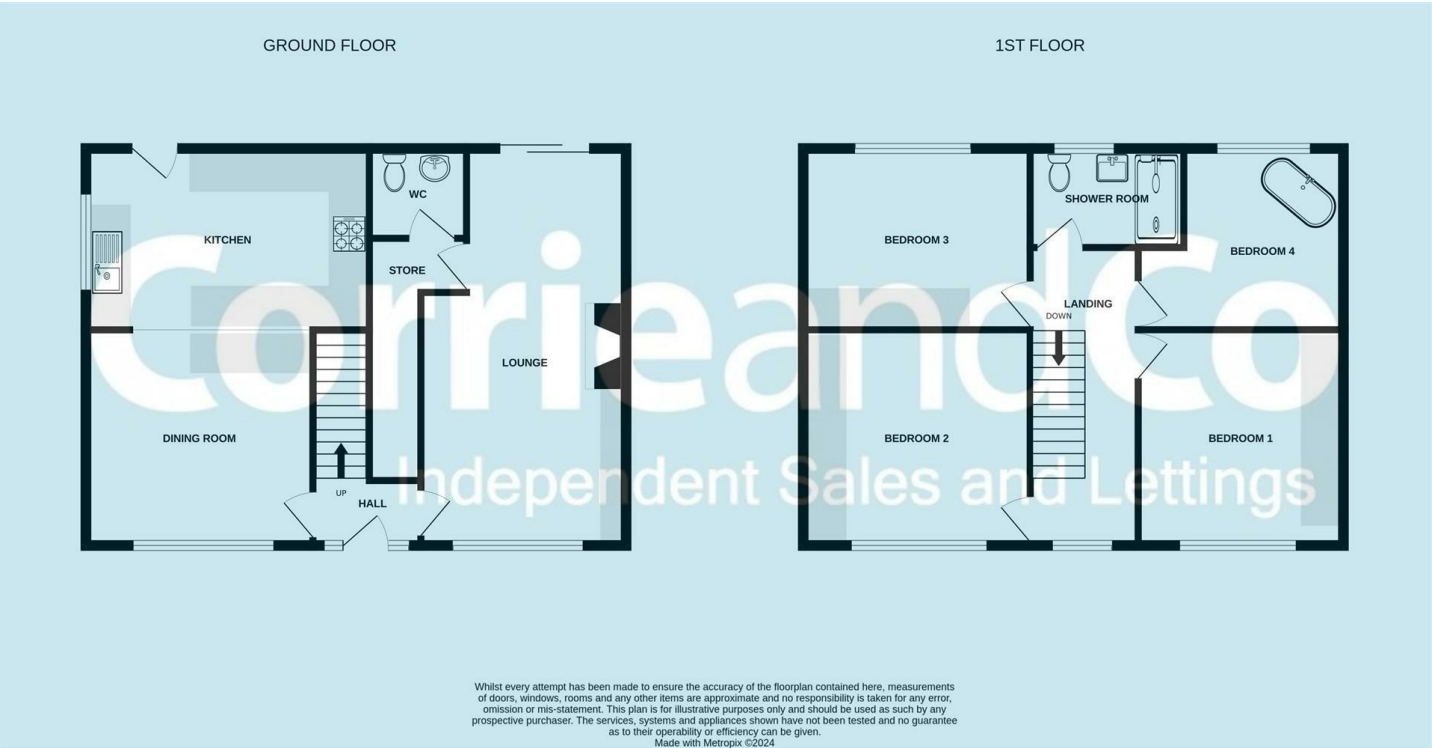 GROUND FLOOR
1ST FLOOR
WC
KITCHEN
STORE
LOUNGE
DINING ROOM
UP
HALL
SHOWER ROOM
BEDROOM 3
BEDROOM 4
LANDING
DOWN
BEDROOM 2
BEDROOM 1
CorrieandCo
Independent Sales and Lettings
Whilst every attempt has been made to ensure the accuracy of the floorplan contained here, measurements
of doors, windows, rooms and any other items are approximate and no responsibility is taken for any error,
omission or mis-statement. This plan is for illustrative purposes only and should be used as such by any
prospective purchaser. The services, systems and appliances shown have not been tested and no guarantee
as to their operability or efficiency can be given.
Made with Metropix ©2024